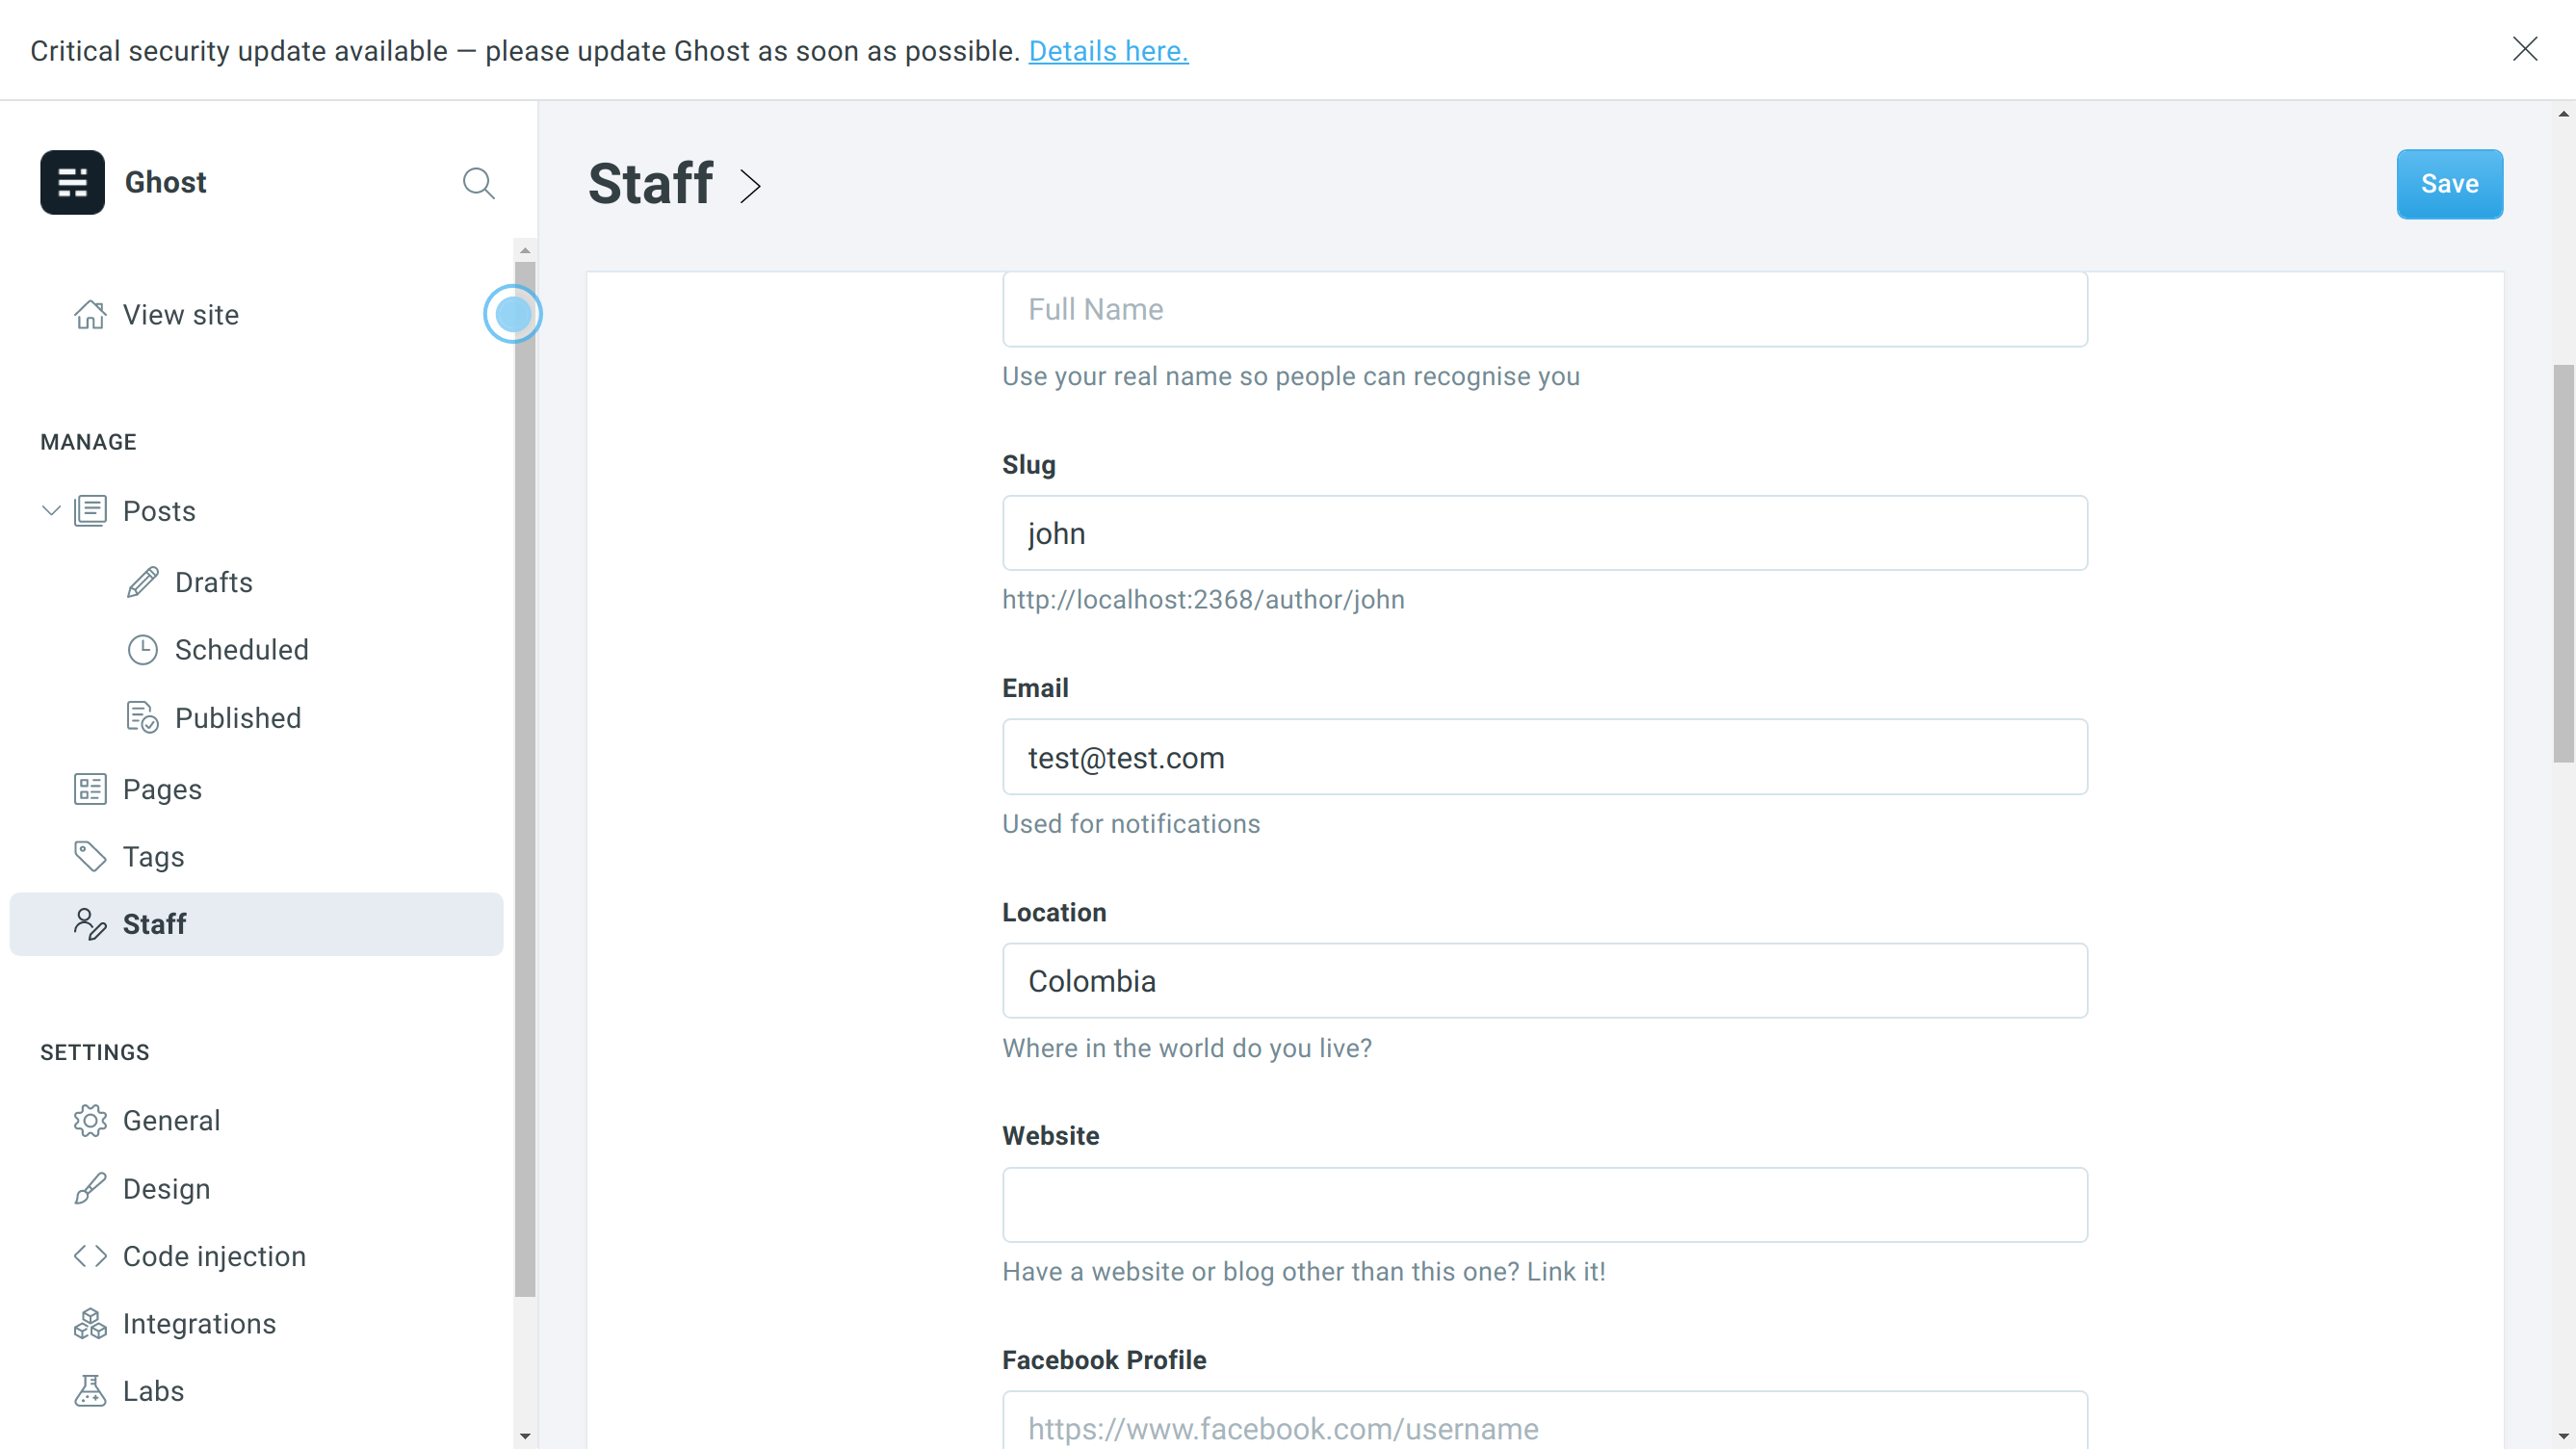 Critical security update available — please update Ghost as soon as possible. Details here.
Ghost
View site
MANAGE
Posts
Drafts
Scheduled
Published
Pages
Tags
Staff
SETTINGS
General
Design
Code injection
Integrations
Labs
Staff
Save
Full Name
Use your real name so people can recognise you
Slug
john
http://localhost:2368/author/john
Email
test@test.com
Used for notifications
Location
Colombia
Where in the world do you live?
Website
Have a website or blog other than this one? Link it!
Facebook Profile
https://www.facebook.com/username